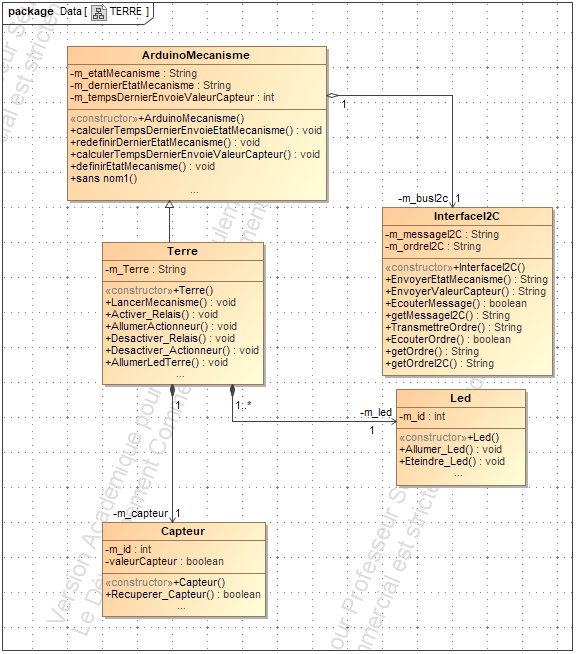 package Data [ TERRE ]
ArduinoMecanisme
-m_etatMecanisme : String
-m_dernierEtatMecanisme : String
-m_tempsDernierEnvoieValeurCapteur : int
«constructor»+ArduinoMecanisme()
+calculerTempsDernierEnvoieEtatMecanisme() : void
+redefinirDernierEtatMecanisme() : void
+calculerTempsDernierEnvoieValeurCapteur() : void
+definirEtatMecanisme() : void
+sans nom1()
...
1
-m_busI2c
1
InterfaceI2C
-m_messageI2C : String
-m_ordreI2C : String
«constructor»+InterfaceI2C()
+EnvoyerEtatMecanisme() : String
+EnvoyerValeurCapteur() : String
+EcouterMessage() : boolean
+getMessageI2C() : String
+TransmettreOrdre() : String
+EcouterOrdre() : boolean
+getOrdre() : String
+getOrdreI2C() : String
Terre
-m_Terre : String
«constructor»+Terre()
+LancerMecanisme() : void
+Activer_Relais() : void
+AllumerActionneur() : void
+Desactiver_Relais() : void
+Desactiver_Actionneur() : void
+AllumerLedTerre() : void
...
1
1..*
-m_led
1
Led
-m_id : int
«constructor»+Led()
+Allumer_Led() : void
+Eteindre_Led() : void
...
-m_capteur
1
Capteur
-m_id : int
-valeurCapteur : boolean
«constructor»+Capteur()
+Recuperer_Capteur() : boolean
...
Version Académique pour